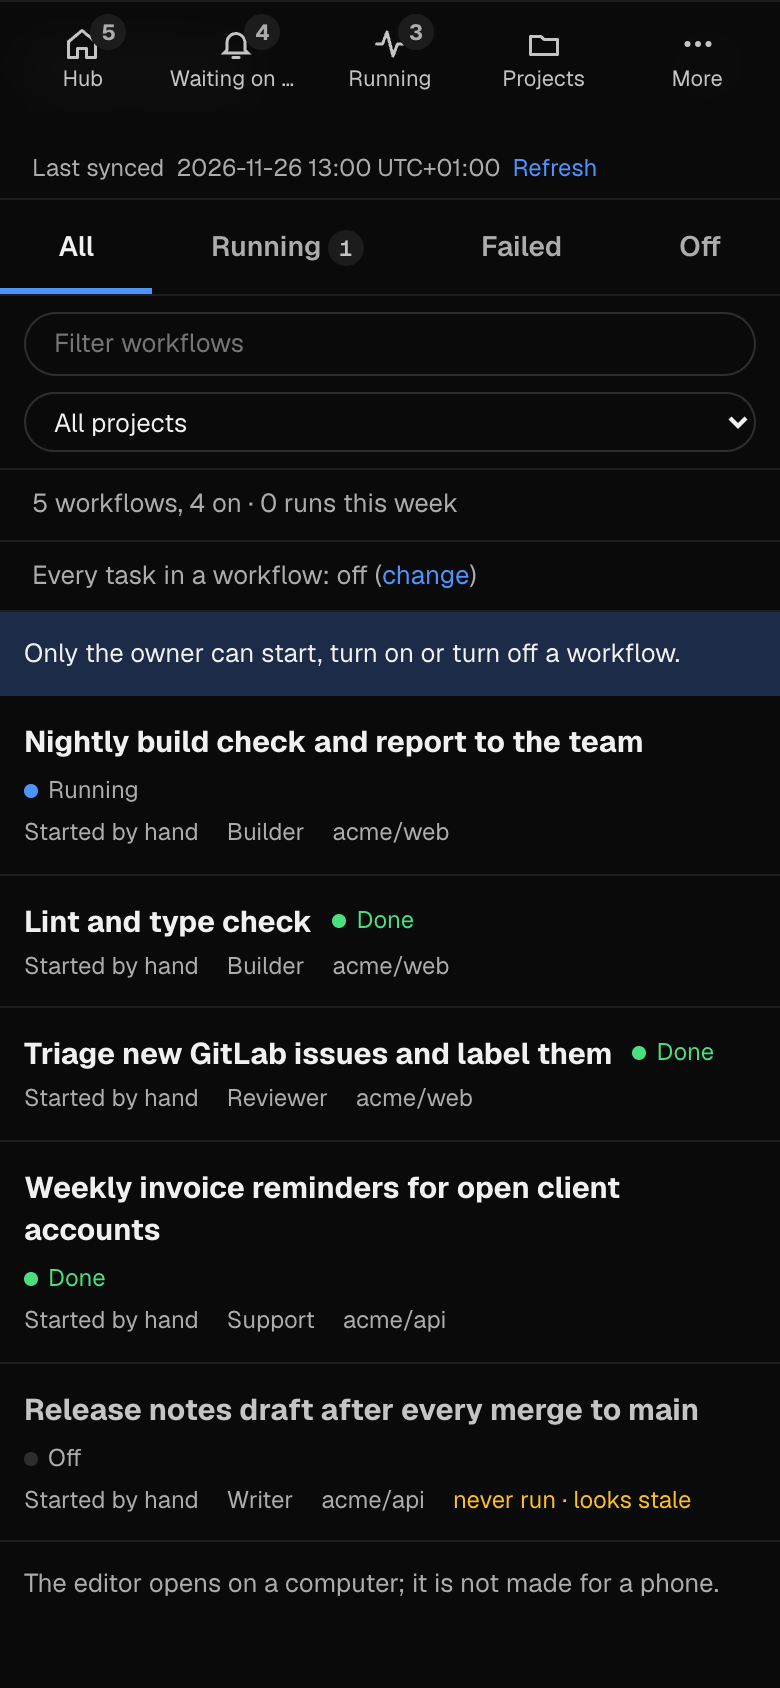 5 4 3
Hub Waiting on ... Running Projects More
Last synced 2026-11-26 13:00 UTC+01:00 Refresh
All Running 1 Failed Off
Filter workflows
All projects
5 workflows, 4 on · 0 runs this week
Every task in a workflow: off (change)
Only the owner can start, turn on or turn off a workflow.
Nightly build check and report to the team
Running
Started by hand Builder acme/web
Lint and type check Done
Started by hand Builder acme/web
Triage new GitLab issues and label them Done
Started by hand Reviewer acme/web
Weekly invoice reminders for open client
accounts
Done
Started by hand Support acme/api
Release notes draft after every merge to main
Off
Started by hand Writer acme/api never run · looks stale
The editor opens on a computer; it is not made for a phone.